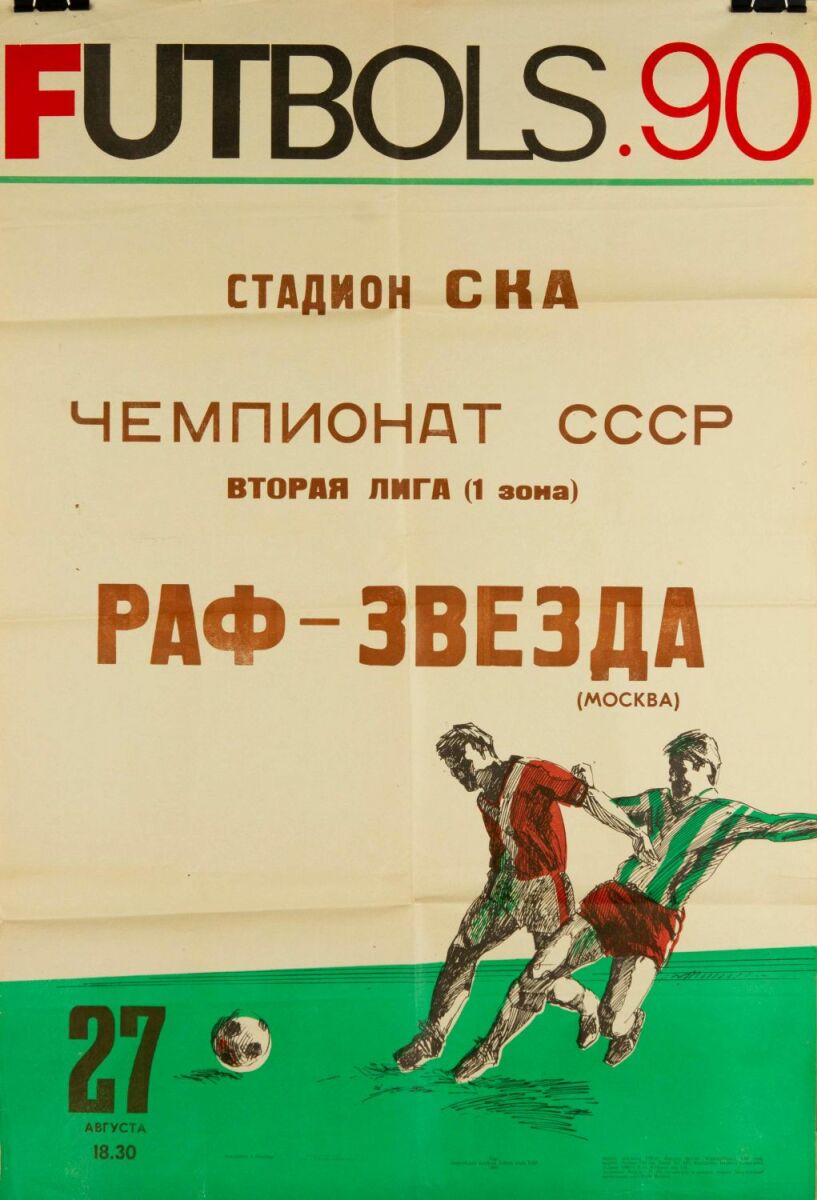 FUTBOLS.90
СТАДИОН СКА
ЧЕМПИОНАТ СССР
ВТОРАЯ ЛИГА (1 зона)
РАФ – ЗВЕЗДА
(МОСКВА)
27
АВГУСТА
18.30